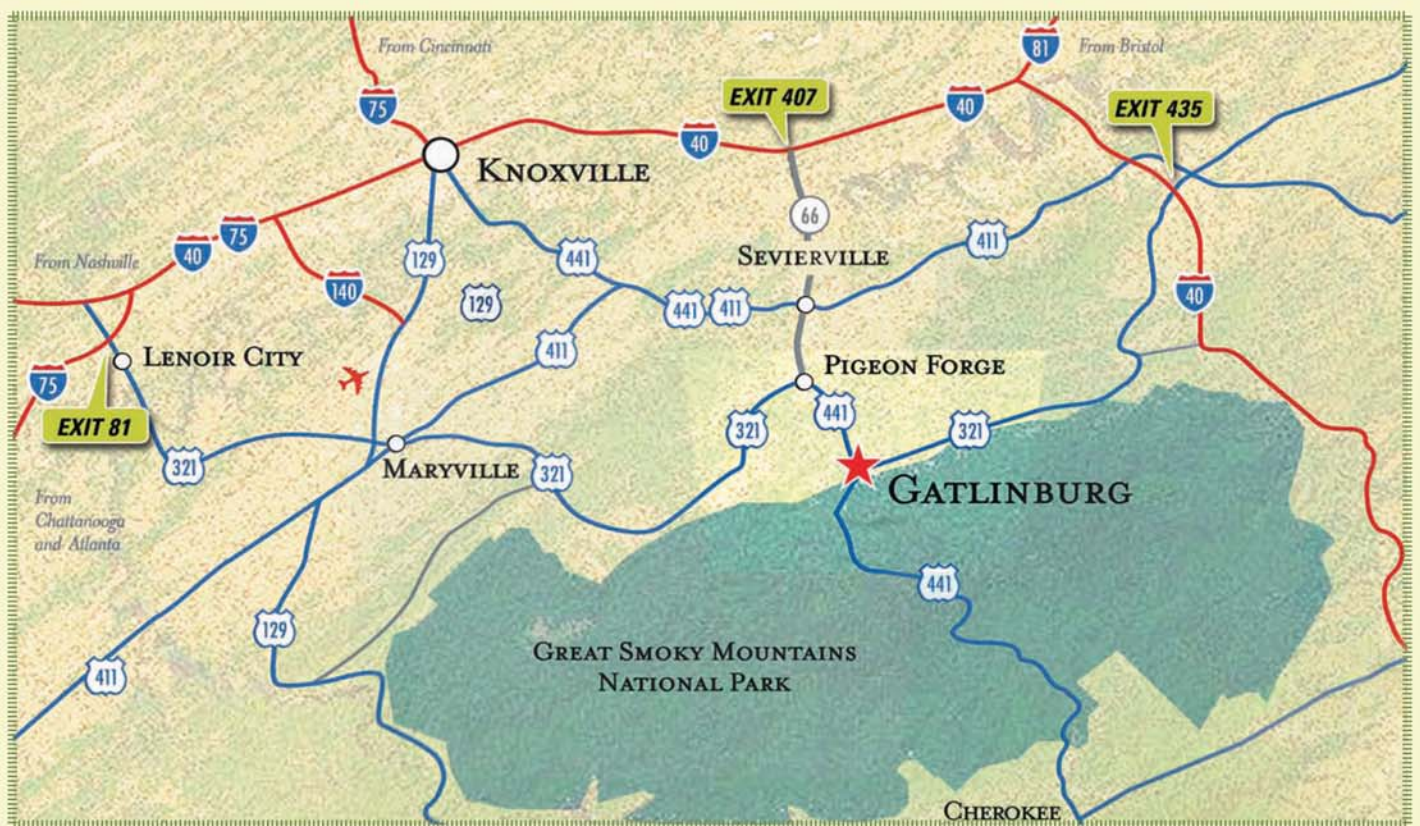 From Cincinnati
81
From Bristol
75
EXIT 407
40
EXIT 435
40
KNOXVILLE
66
75
40
129
441
411
SEVIERVILLE
From Nashville
140
129
441
411
40
LENOIR CITY
411
PIGEON FORGE
75
EXIT 81
441
321
321
321
MARYVILLE
321
GATLINBURG
From
Chattanooga
and Atlanta
441
129
GREAT SMOKY MOUNTAINS
NATIONAL PARK
411
CHEROKEE